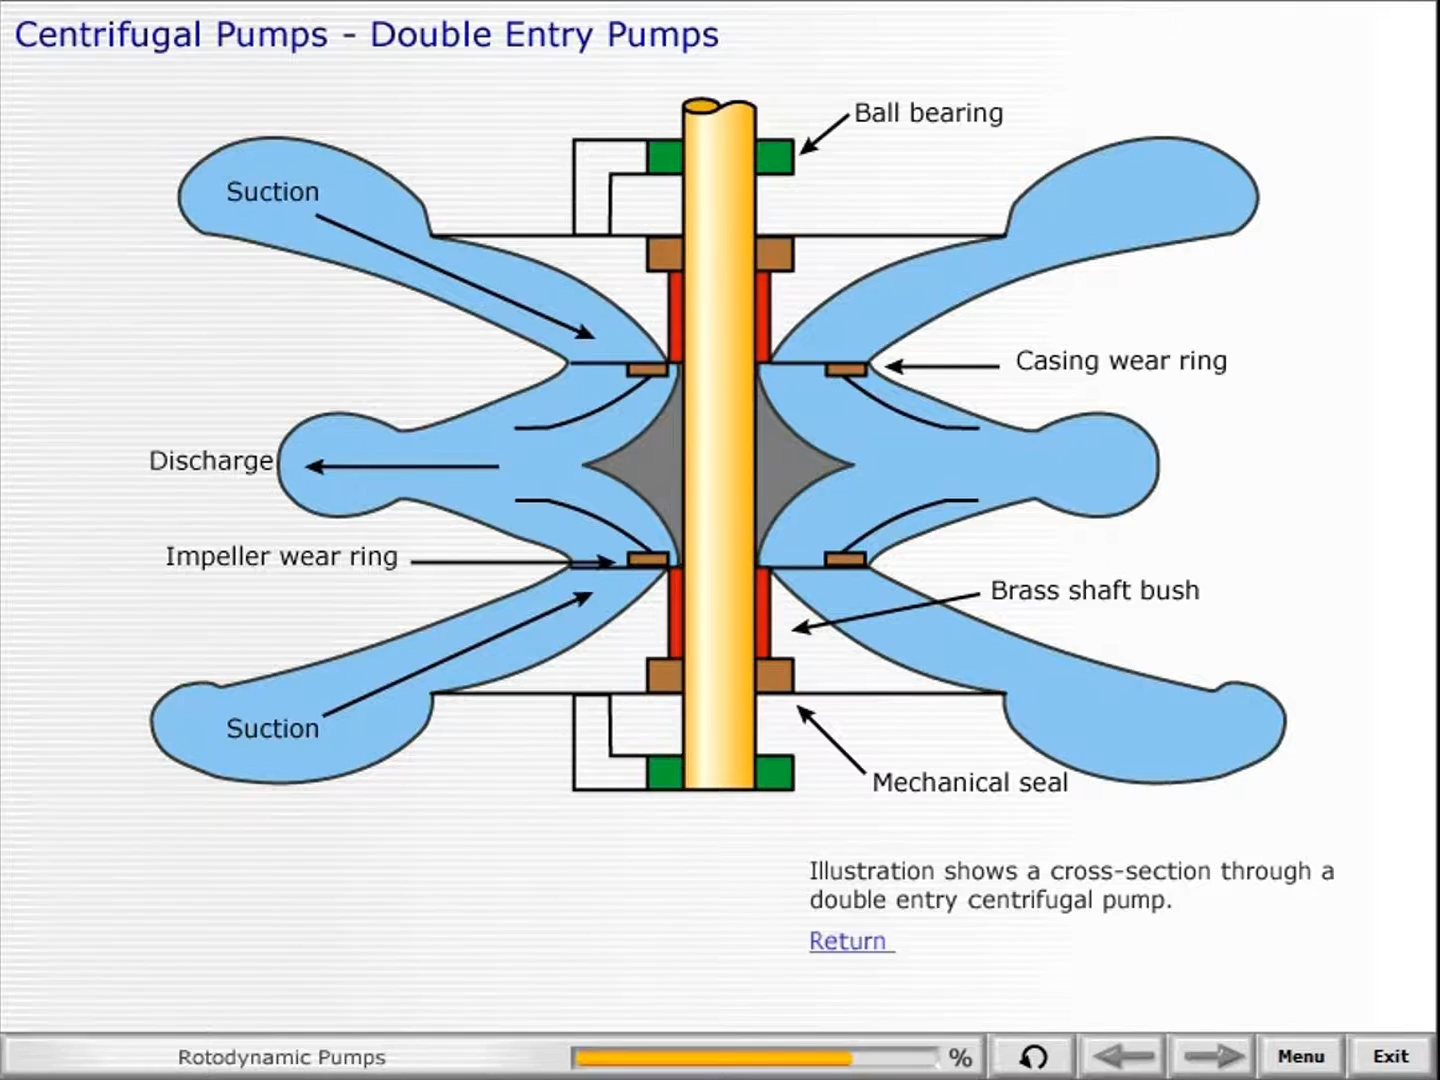 Centrifugal Pumps - Double Entry Pumps
Ball bearing
Suction
Casing wear ring
Discharge
Impeller wear ring
Brass shaft bush
Suction
Mechanical seal
Illustration shows a cross-section through a
double entry centrifugal pump.
Return
Rotodynamic Pumps
%
Menu
Exit